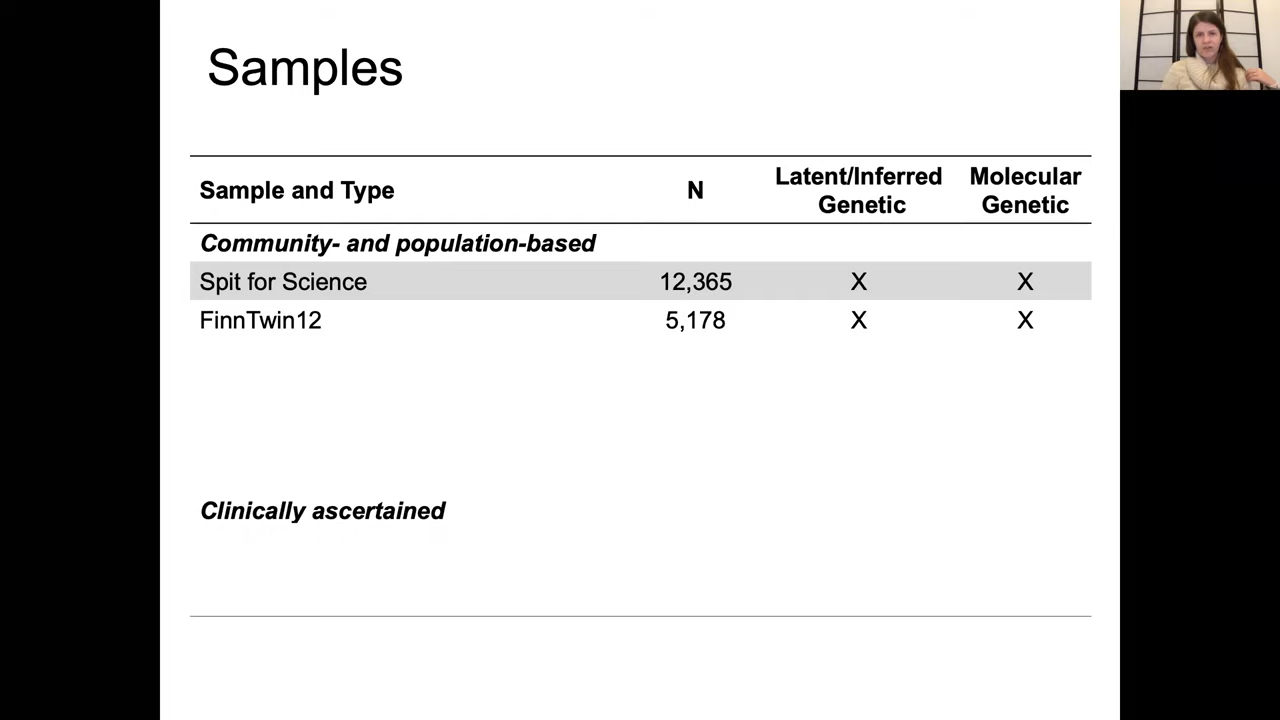 Samples
Sample and Type N Latent/Inferred Genetic Molecular Genetic
Community- and population-based
Spit for Science 12,365 X X
FinnTwin12 5,178 X X
Clinically ascertained